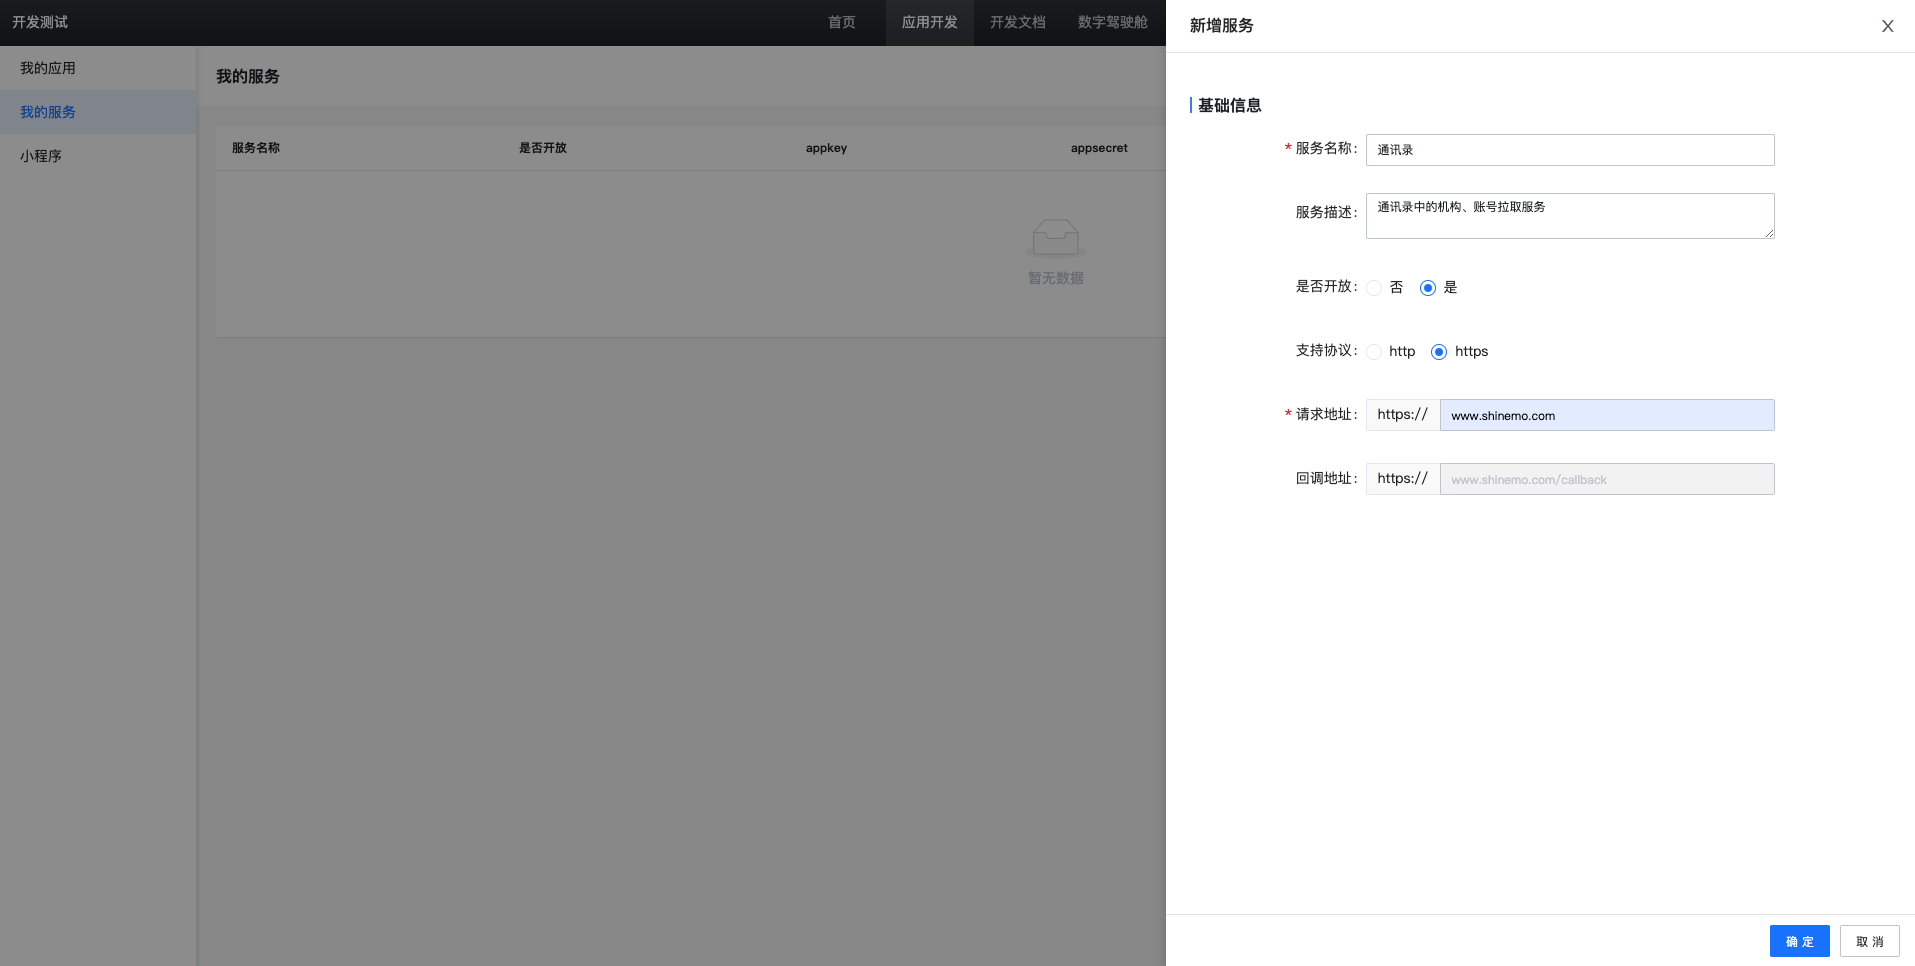 开发测试
首页 应用开发 开发文档 数字驾驶舱
我的应用
我的服务
小程序
我的服务
服务名称 是否开放 appkey appsecret
暂无数据
新增服务
基础信息
* 服务名称: 通讯录
服务描述: 通讯录中的机构、账号拉取服务
是否开放: 否 是
支持协议: http https
* 请求地址: https:// www.shinemo.com
回调地址: https:// www.shinemo.com/callback
确 定 取 消